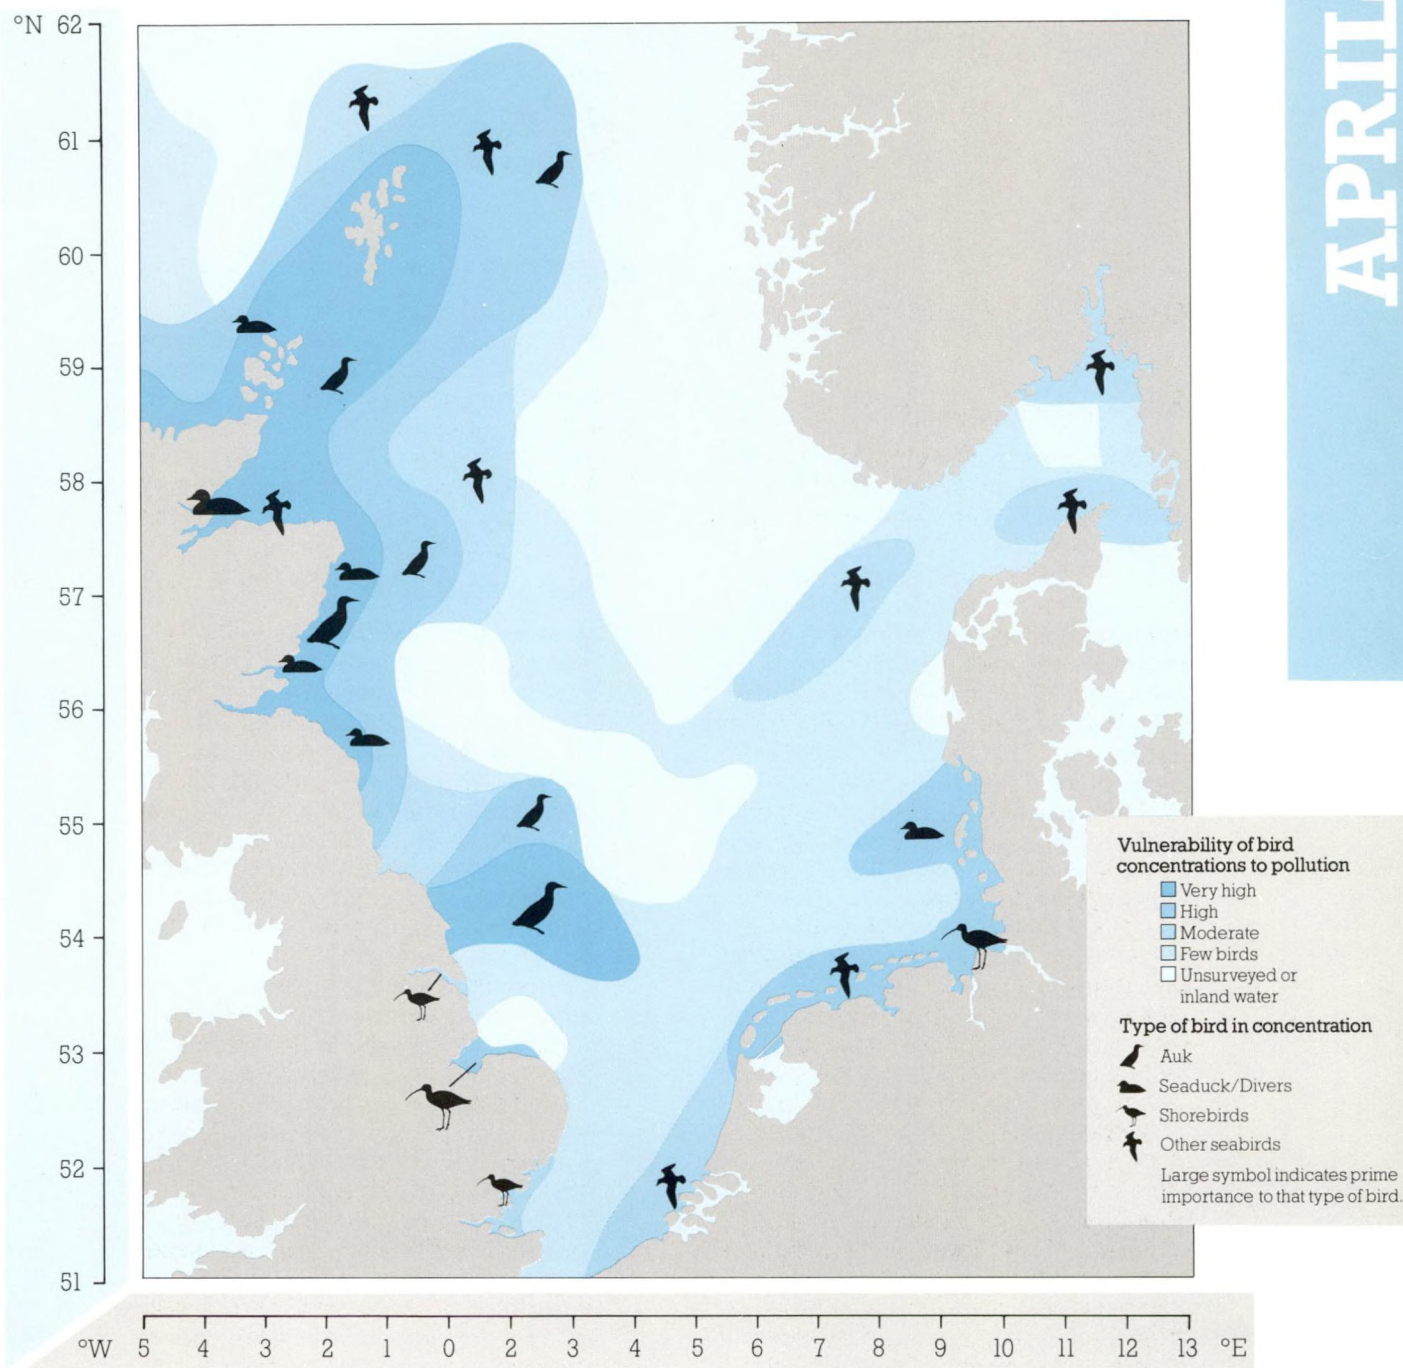 APRIL
°N 62
61
60
59
58
57
56
55
54
53
52
51
°W 5 4 3 2 1 0 2 3 6 5 7 8 9 10 11 12 13 °E
Vulnerability of bird
concentrations to pollution
Very high
High
Moderate
Few birds
Unsurveyed or
inland water
Type of bird in concentration
Auk
Seaduck/Divers
Shorebirds
Other seabirds
Large symbol indicates prime
importance to that type of bird.